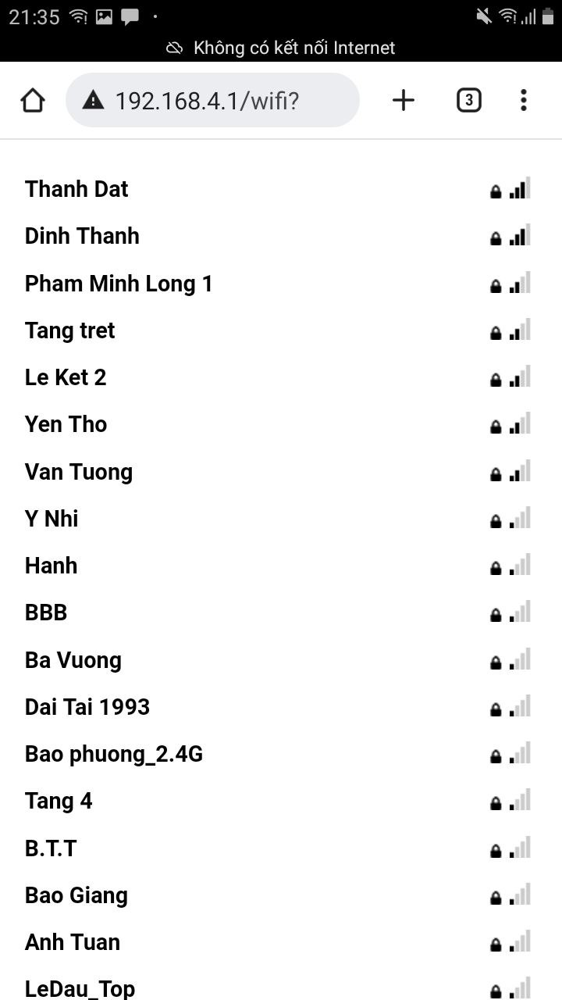 21:35
Không có kết nối Internet
192.168.4.1/wifi?
3
Thanh Dat
Dinh Thanh
Pham Minh Long 1
Tang tret
Le Ket 2
Yen Tho
Van Tuong
Y Nhi
Hanh
BBB
Ba Vuong
Dai Tai 1993
Bao phuong_2.4G
Tang 4
B.T.T
Bao Giang
Anh Tuan
LeDau_Top